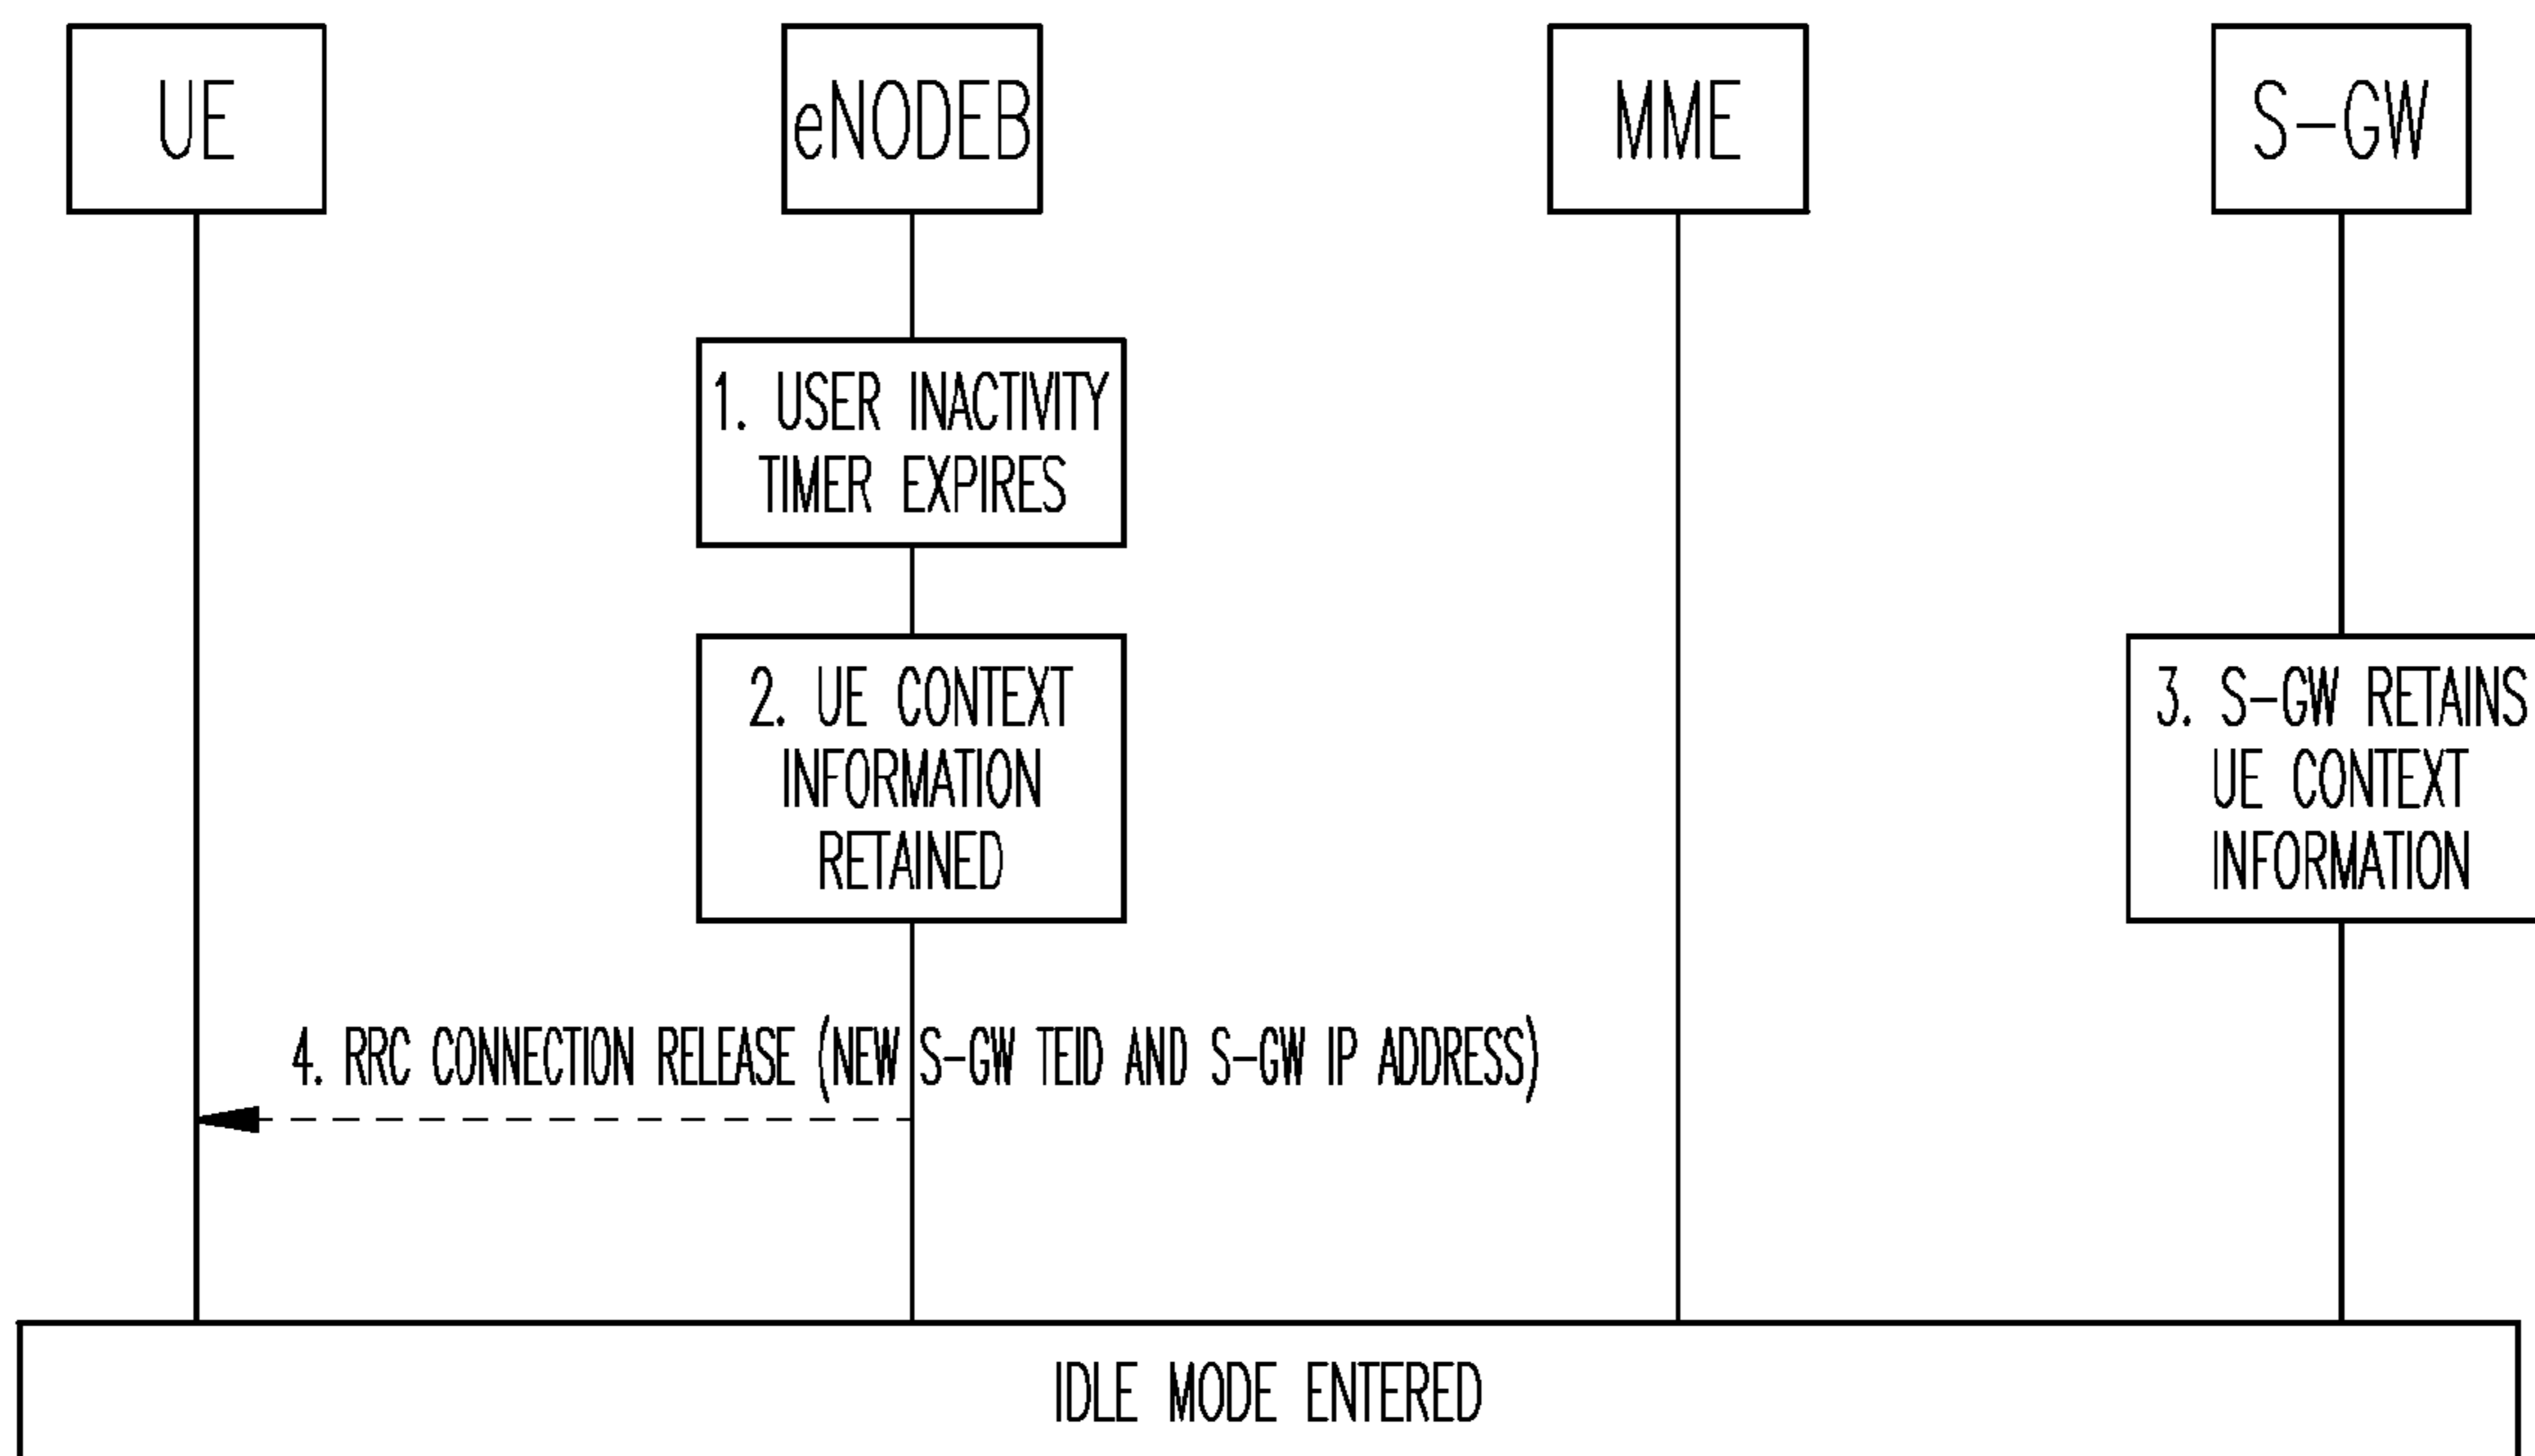 UE
eNODEB
MME
S-GW
1. USER INACTIVITY
TIMER EXPIRES
2. UE CONTEXT
INFORMATION
RETAINED
3. S-GW RETAINS
UE CONTEXT
INFORMATION
4. RRC CONNECTION RELEASE (NEW S-GW TEID AND S-GW IP ADDRESS)
IDLE MODE ENTERED